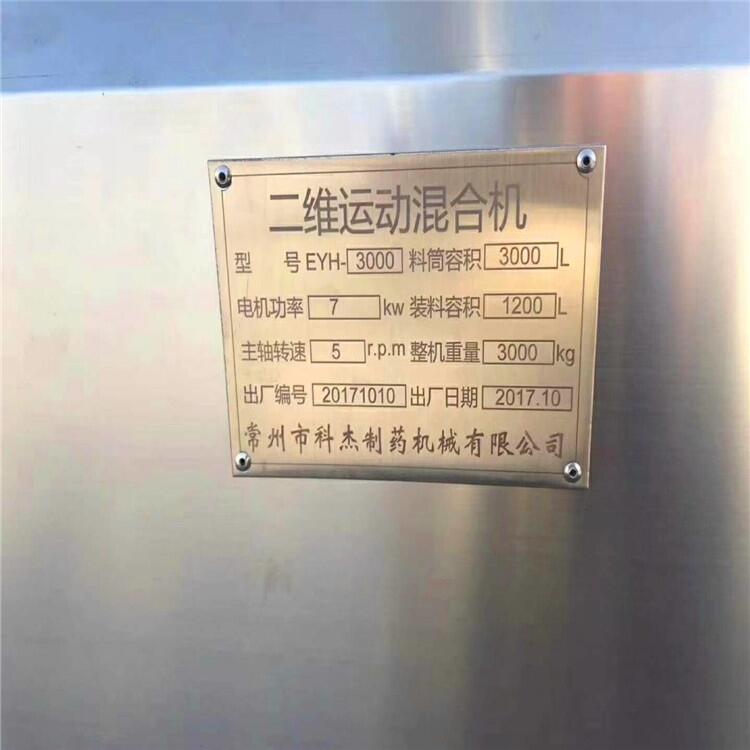 二维运动混合机
型 号 EYH-3000 料筒容积 3000 L
电机功率 7 kw 装料容积 1200 L
主轴转速 5 r.p.m 整机重量 3000 kg
出厂编号 20171010 出厂日期 2017.10
常州市科杰制药机械有限公司